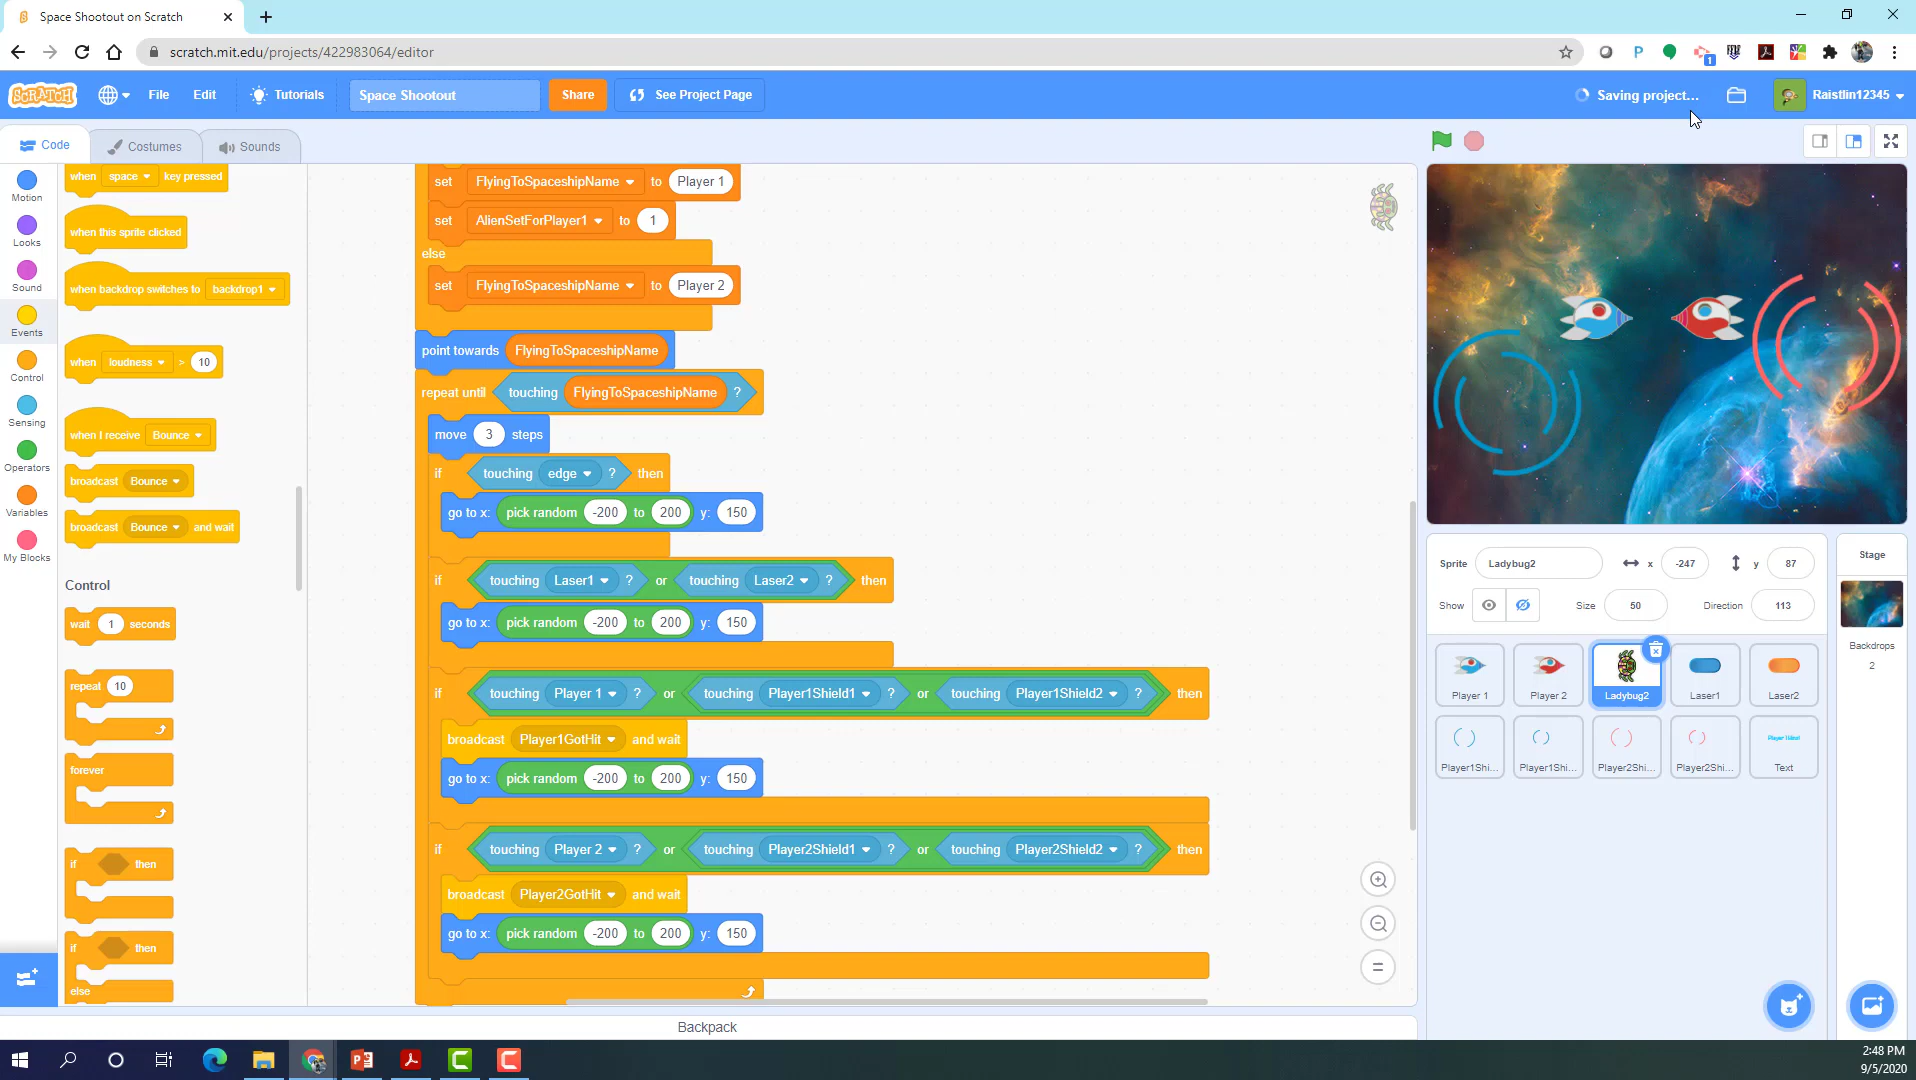 Space Shootout on Scratch
scratch.mit.edu/projects/422983064/editor
1
SCRATCH
File
Edit
Tutorials
Space Shootout
Share
See Project Page
Saving project...
Raistlin12345
Code
Costumes
Sounds
Motion
Looks
Sound
Events
Control
Sensing
Operators
Variables
My Blocks
when space key pressed
when this sprite clicked
when backdrop switches to backdrop1
when loudness > 10
when I receive Bounce
broadcast Bounce
broadcast Bounce and wait
Control
wait 1 seconds
repeat 10
forever
if then
if then
else
set FlyingToSpaceshipName to Player 1
set AlienSetForPlayer1 to 1
else
set FlyingToSpaceshipName to Player 2
point towards FlyingToSpaceshipName
repeat until touching FlyingToSpaceshipName ?
move 3 steps
if touching edge ? then
go to x: pick random -200 to 200 y: 150
if touching Laser1 ? or touching Laser2 ? then
go to x: pick random -200 to 200 y: 150
if touching Player 1 ? or touching Player1Shield1 ? or touching Player1Shield2 ? then
broadcast Player1GotHit and wait
go to x: pick random -200 to 200 y: 150
if touching Player 2 ? or touching Player2Shield1 ? or touching Player2Shield2 ? then
broadcast Player2GotHit and wait
go to x: pick random -200 to 200 y: 150
Backpack
Sprite Ladybug2 x -247 y 87
Show Size 50 Direction 113
Player 1
Player 2
Ladybug2
Laser1
Laser2
Player1Shi...
Player1Shi...
Player2Shi...
Player2Shi...
Text
Stage
Backdrops
2
2:48 PM
9/5/2020